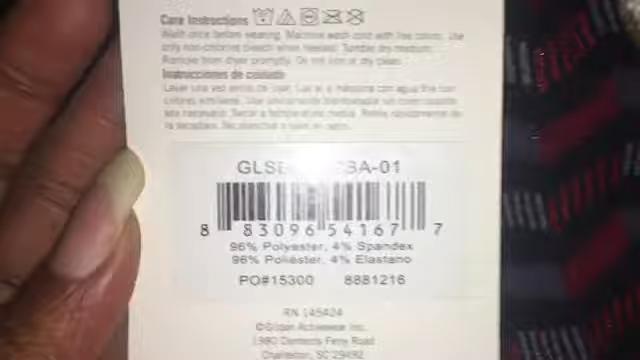 Care Instructions
Wash once before wearing. Machine wash cold with like colors. Use
only non-chlorine bleach when needed. Tumble dry medium.
Remove from dryer promptly. Do not iron or dry clean.
Instrucciones de cuidado
Lavar una vez antes de usar. Lavar a máquina con agua fría con
colores similares. Use únicamente blanqueador sin cloro cuando
sea necesario. Secar a temperatura media. Retire rápidamente de
la secadora. No planchar o lavar en seco.
SA-01
8 83096 54167 7
96% Polyester, 4% Spandex
96% Poliéster, 4% Elastano
PO#15300 8881216
RN 145424
©Gildan Activewear Inc.
1980 Clements Ferry Road
Charleston, SC 29492